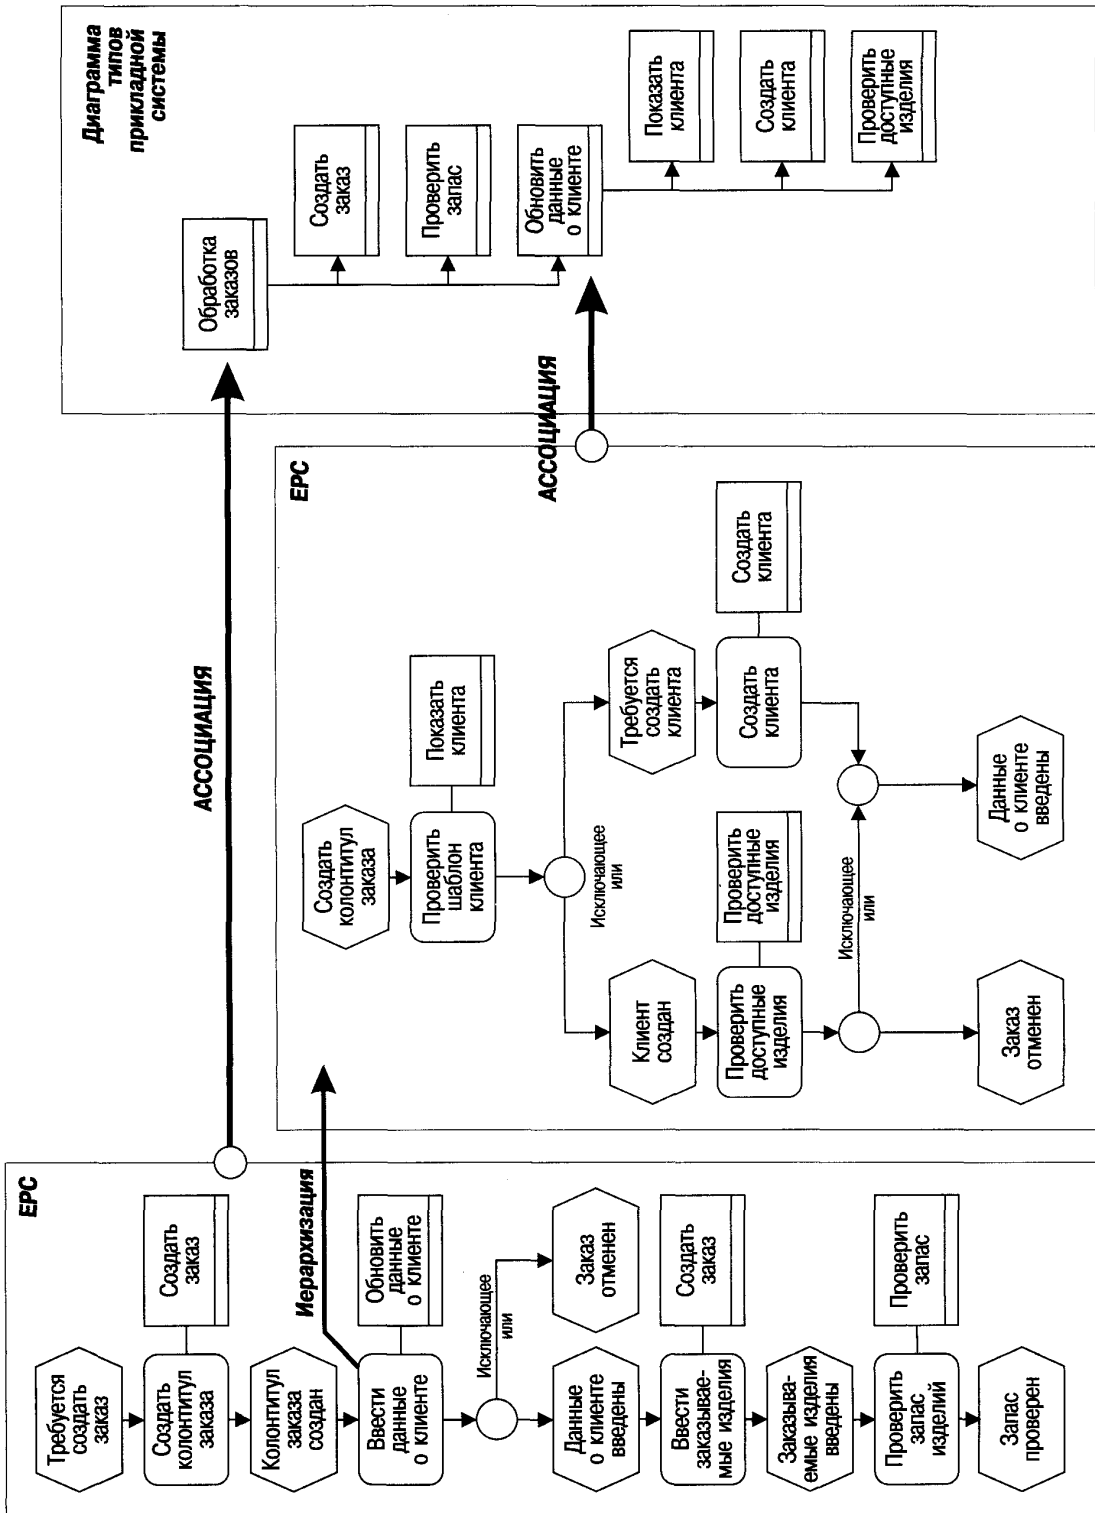 EPC
Требуется
создать
заказ
Создать
колонтитул
заказа
Создать
заказ
Колонтитул
заказа
создан
Иерархизация
Ввести
данные
о клиенте
Обновить
данные
о клиенте
Исключающее
или
Данные
о клиенте
введены
Заказ
отменен
Ввести
заказывае-
мые изделия
Создать
заказ
Заказыва-
емые изделия
введены
Проверить
запас
изделий
Проверить
запас
Запас
проверен
АССОЦИАЦИЯ
EPC
Создать
колонтитул
заказа
Проверить
шаблон
клиента
Показать
клиента
Исключающее
или
Клиент
создан
Требуется
создать
клиента
Проверить
доступные
изделия
Проверить
доступные
изделия
Создать
клиента
Создать
клиента
Исключающее
или
Заказ
отменен
Данные
о клиенте
введены
АССОЦИАЦИЯ
Диаграмма
типов
прикладной
системы
Обработка
заказов
Создать
заказ
Проверить
запас
Обновить
данные
о клиенте
Показать
клиента
Создать
клиента
Проверить
доступные
изделия